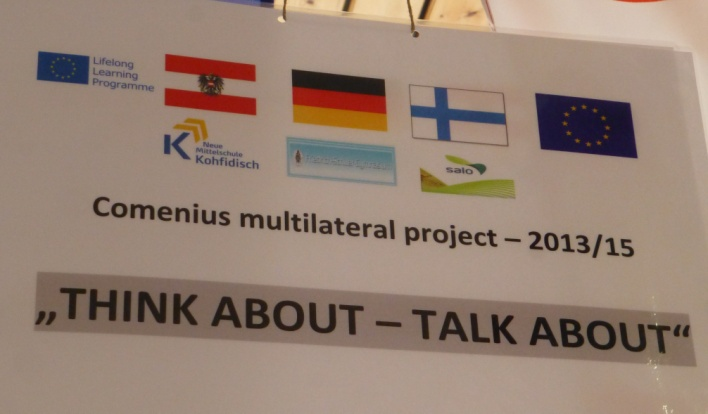 Lifelong
Learning
Programme
Neue
Mittelschule
Kohfidisch
salo
Comenius multilateral project – 2013/15
„THINK ABOUT – TALK ABOUT“